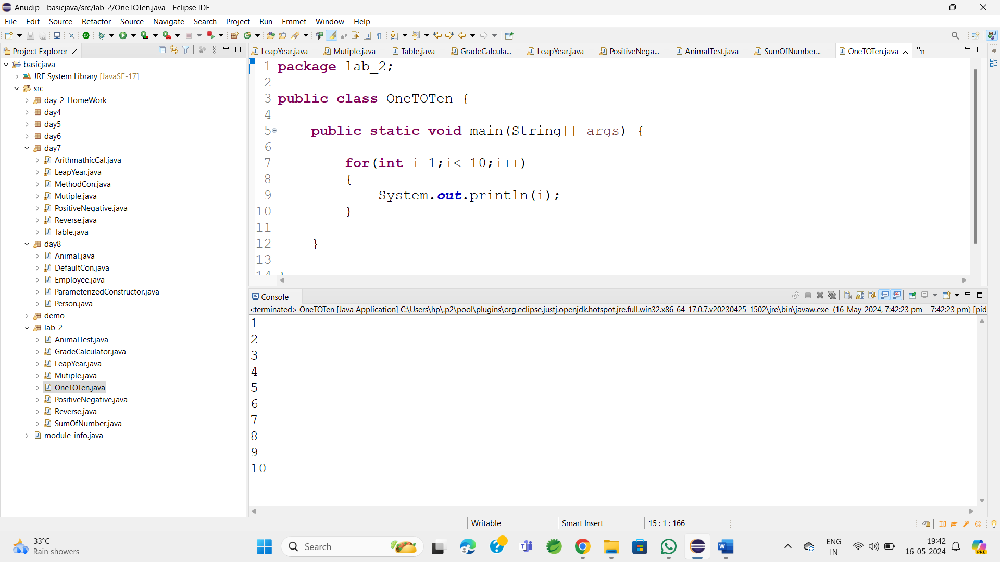 Anudip - basicjava/src/lab_2/OneTOTen.java - Eclipse IDE
File Edit Source Refactor Source Navigate Search Project Run Emmet Window Help
Project Explorer
basicjava
JRE System Library [JavaSE-17]
src
day_2_HomeWork
day4
day5
day6
day7
ArithmathicCal.java
LeapYear.java
MethodCon.java
Mutiple.java
PositiveNegative.java
Reverse.java
Table.java
day8
Animal.java
DefaultCon.java
Employee.java
ParameterizedConstructor.java
Person.java
demo
lab_2
AnimalTest.java
GradeCalculator.java
LeapYear.java
Mutiple.java
OneTOTen.java
PositiveNegative.java
Reverse.java
SumOfNumber.java
module-info.java
LeapYear.java Mutiple.java Table.java GradeCalcula... LeapYear.java PositiveNega... AnimalTest.java SumOfNumber... OneTOTen.java »11
1 package lab_2;
2
3 public class OneTOTen {
4
5 public static void main(String[] args) {
6
7 for(int i=1;i<=10;i++)
8 {
9 System.out.println(i);
10 }
11
12 }
13
14 }
Console
<terminated> OneTOTen [Java Application] C:\Users\hp\.p2\pool\plugins\org.eclipse.justj.openjdk.hotspot.jre.full.win32.x86_64_17.0.7.v20230425-1502\jre\bin\javaw.exe (16-May-2024, 7:42:23 pm – 7:42:23 pm) [pid:
1
2
3
4
5
6
7
8
9
10
Writable Smart Insert 15 : 1 : 166
33°C
Rain showers
Search
ENG
IN
19:42
16-05-2024
PRE